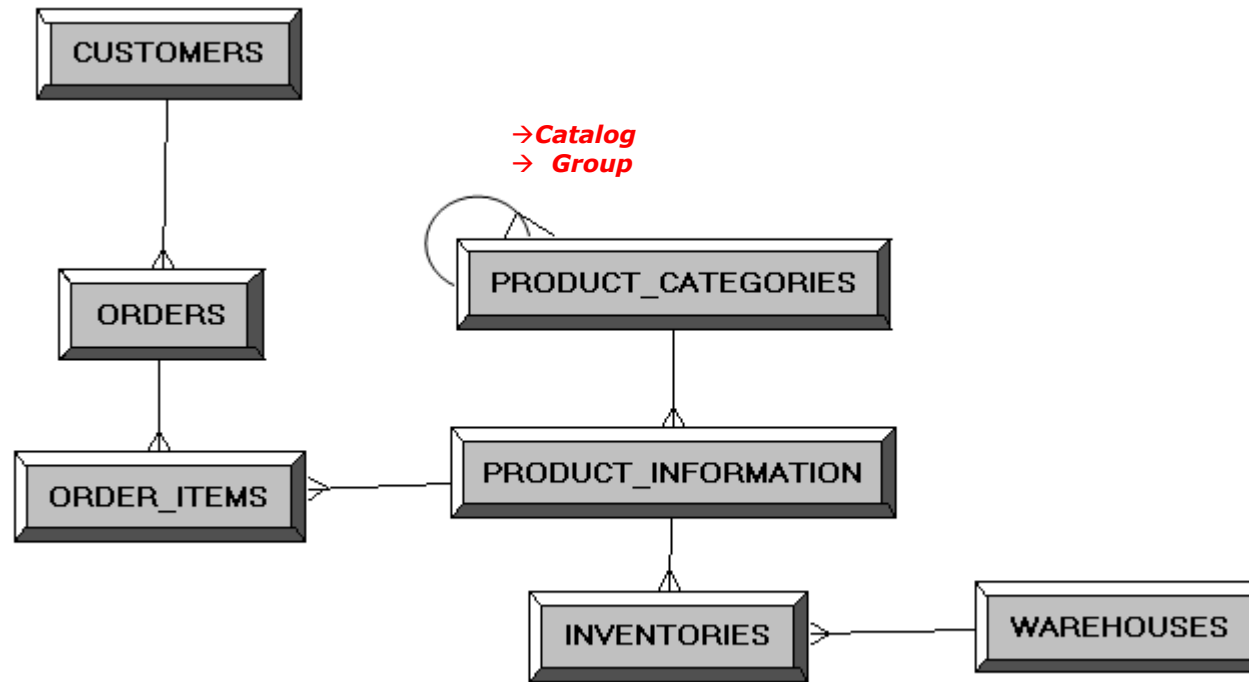 CUSTOMERS
→Catalog
→ Group
PRODUCT_CATEGORIES
ORDERS
PRODUCT_INFORMATION
ORDER_ITEMS
INVENTORIES
WAREHOUSES